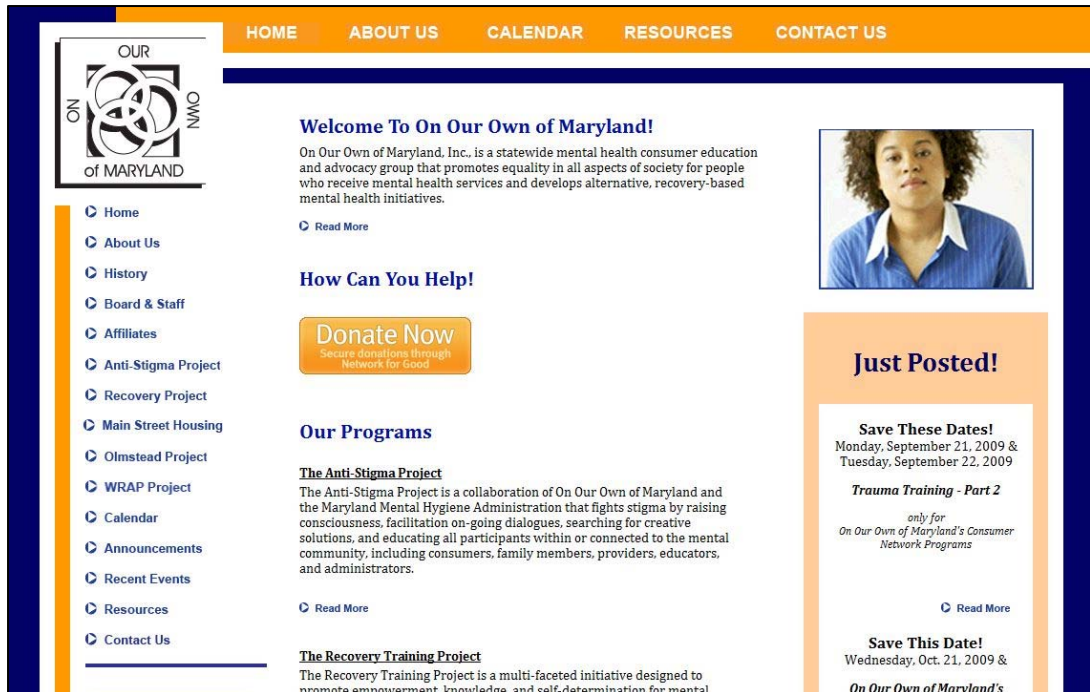 HOME ABOUT US CALENDAR RESOURCES CONTACT US
OUR
ON
OWN
of MARYLAND
Home
About Us
History
Board & Staff
Affiliates
Anti-Stigma Project
Recovery Project
Main Street Housing
Olmstead Project
WRAP Project
Calendar
Announcements
Recent Events
Resources
Contact Us
Welcome To On Our Own of Maryland!
On Our Own of Maryland, Inc., is a statewide mental health consumer education
and advocacy group that promotes equality in all aspects of society for people
who receive mental health services and develops alternative, recovery-based
mental health initiatives.
Read More
How Can You Help!
Donate Now
Secure donations through
Network for Good
Our Programs
The Anti-Stigma Project
The Anti-Stigma Project is a collaboration of On Our Own of Maryland and
the Maryland Mental Hygiene Administration that fights stigma by raising
consciousness, facilitation on-going dialogues, searching for creative
solutions, and educating all participants within or connected to the mental
community, including consumers, family members, providers, educators,
and administrators.
Read More
The Recovery Training Project
The Recovery Training Project is a multi-faceted initiative designed to
promote empowerment, knowledge, and self-determination for mental
Just Posted!
Save These Dates!
Monday, September 21, 2009 &
Tuesday, September 22, 2009
Trauma Training - Part 2
only for
On Our Own of Maryland's Consumer
Network Programs
Read More
Save This Date!
Wednesday, Oct. 21, 2009 &
On Our Own of Maryland's